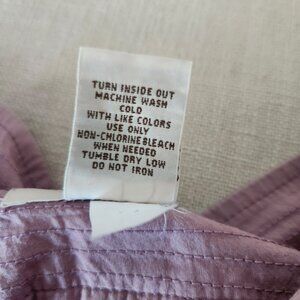 TURN INSIDE OUT
MACHINE WASH
COLD
WITH LIKE COLORS
USE ONLY
NON-CHLORINE BLEACH
WHEN NEEDED
TUMBLE DRY LOW
DO NOT IRON